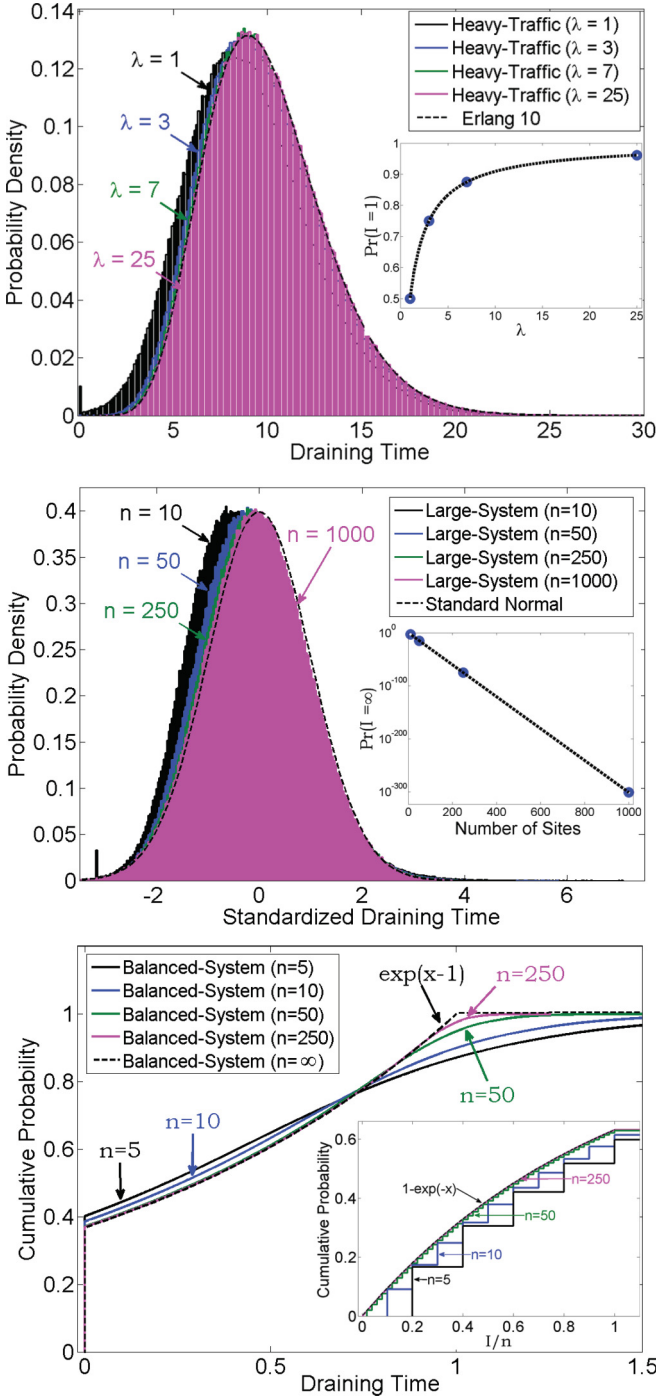 0.14
0.12
0.1
0.08
0.06
0.04
0.02
0
Probability Density
λ = 1
λ = 3
λ = 7
λ = 25
Heavy-Traffic (λ = 1)
Heavy-Traffic (λ = 3)
Heavy-Traffic (λ = 7)
Heavy-Traffic (λ = 25)
Erlang 10
1
0.9
0.8
0.7
0.6
0.5
Pr(I =1)
0 5 10 15 20 25
λ
0 5 10 15 20 25 30
Draining Time
0.4
0.35
0.3
0.25
0.2
0.15
0.1
0.05
0
Probability Density
n = 10
n = 50
n = 250
n = 1000
Large-System (n=10)
Large-System (n=50)
Large-System (n=250)
Large-System (n=1000)
Standard Normal
10^0
10^-100
10^-200
10^-300
Pr(I =∞)
0 200 400 600 800 1000
Number of Sites
-2 0 2 4 6
Standardized Draining Time
1.2
1
0.8
0.6
0.4
0.2
0
Cumulative Probability
Balanced-System (n=5)
Balanced-System (n=10)
Balanced-System (n=50)
Balanced-System (n=250)
Balanced-System (n=∞)
exp(x-1)
n=250
n=50
n=10
n=5
0.6
0.4
0.2
0
Cumulative Probability
1-exp(-x)
n=250
n=50
n=10
n=5
0 0.2 0.4 0.6 0.8 1
I/n
0 0.5 1 1.5
Draining Time